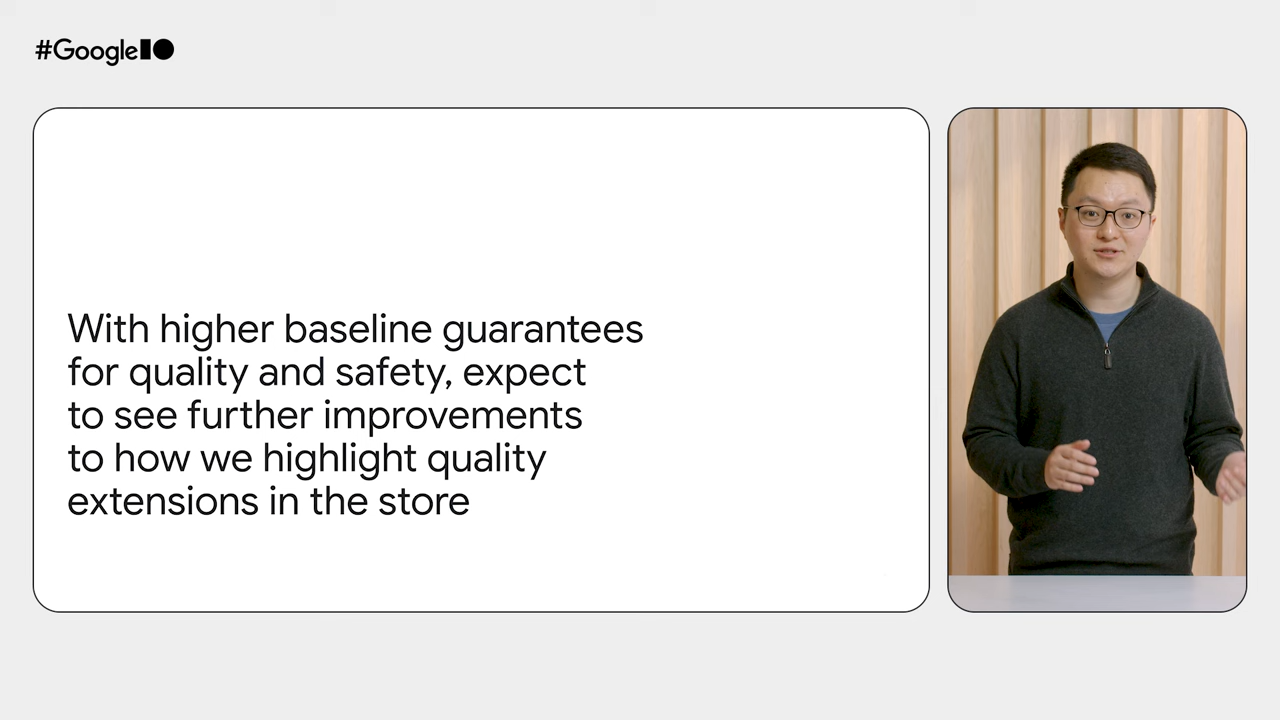 #GoogleIO
With higher baseline guarantees
for quality and safety, expect
to see further improvements
to how we highlight quality
extensions in the store